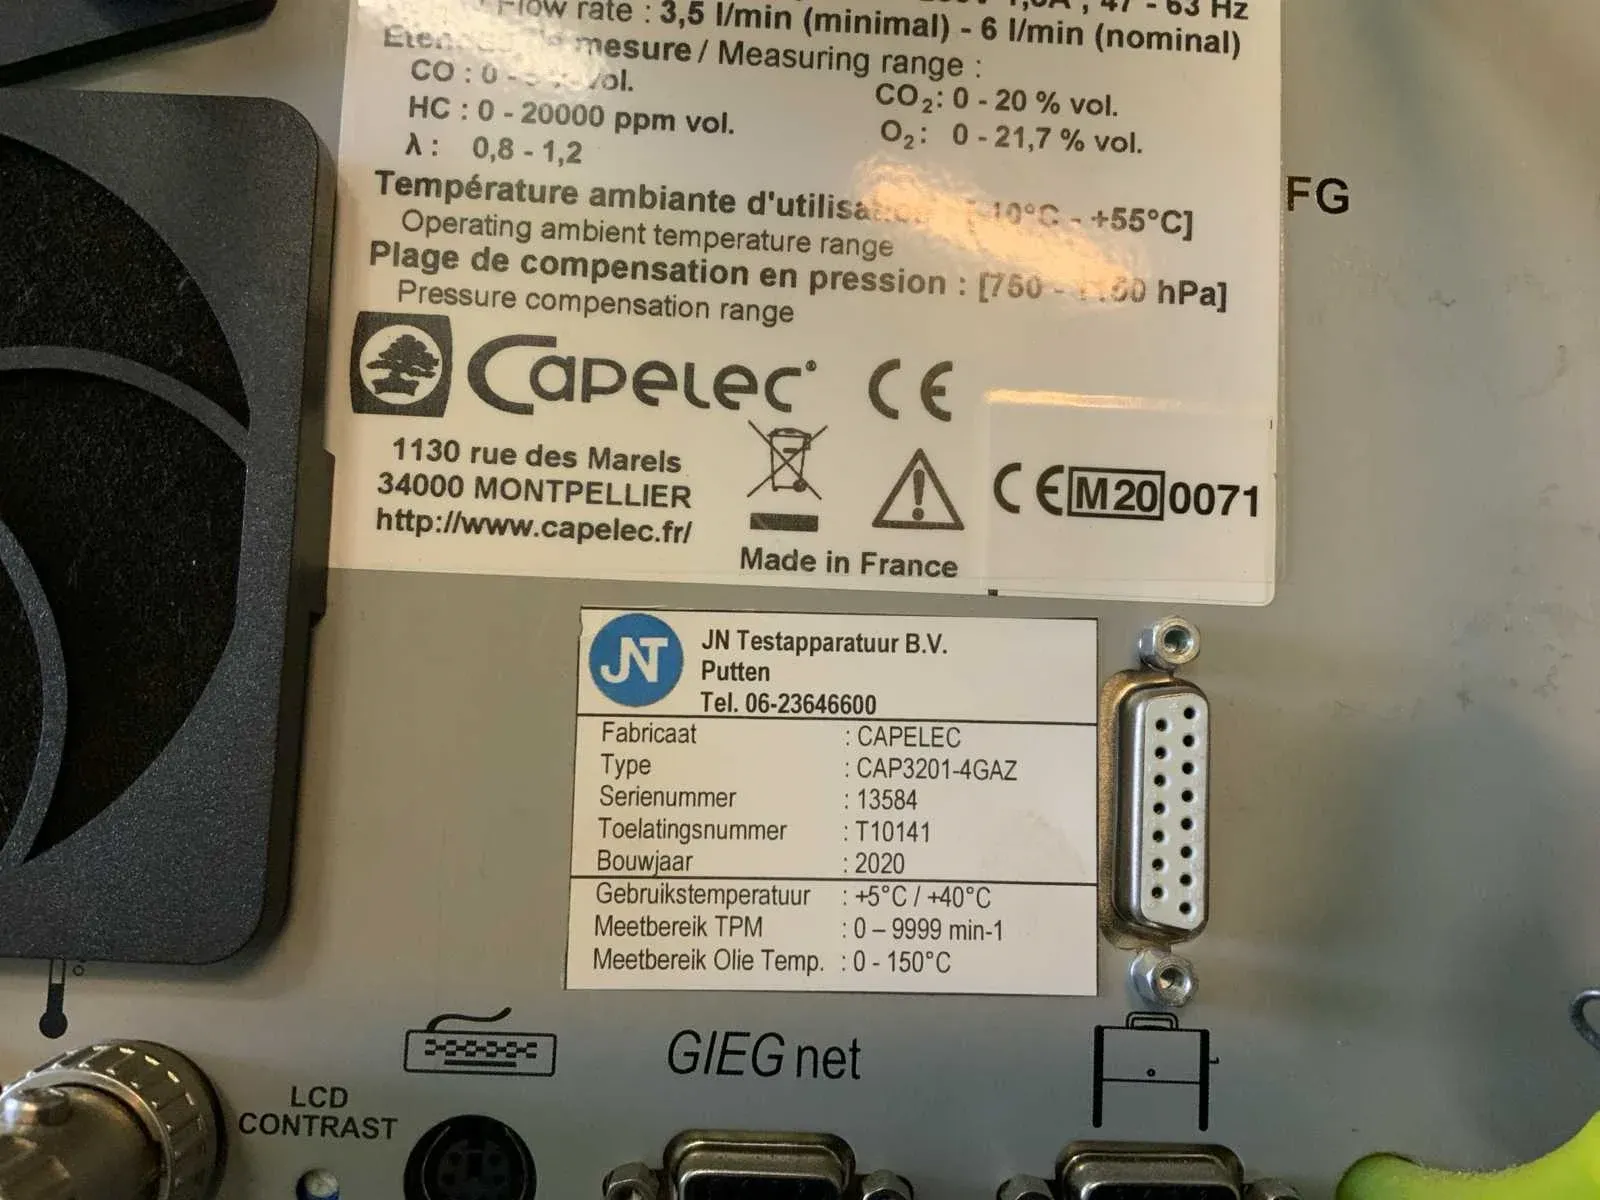 Flow rate : 3,5 l/min (minimal) - 6 l/min (nominal)
mesure / Measuring range :
CO : 0 - vol.
CO2: 0 - 20 % vol.
HC : 0 - 20000 ppm vol.
O2: 0 - 21,7 % vol.
λ : 0,8 - 1,2
Température ambiante d'utilisation [-10°C - +55°C]
Operating ambient temperature range
Plage de compensation en pression : [750 - hPa]
Pressure compensation range
Capelec CE
1130 rue des Marels
34000 MONTPELLIER
http://www.capelec.fr/
CE M20 0071
Made in France
FG
JNT
JN Testapparatuur B.V.
Putten
Tel. 06-23646600
Fabricaat : CAPELEC
Type : CAP3201-4GAZ
Serienummer : 13584
Toelatingsnummer : T10141
Bouwjaar : 2020
Gebruikstemperatuur : +5°C / +40°C
Meetbereik TPM : 0 – 9999 min-1
Meetbereik Olie Temp. : 0 - 150°C
GIEG net
LCD
CONTRAST